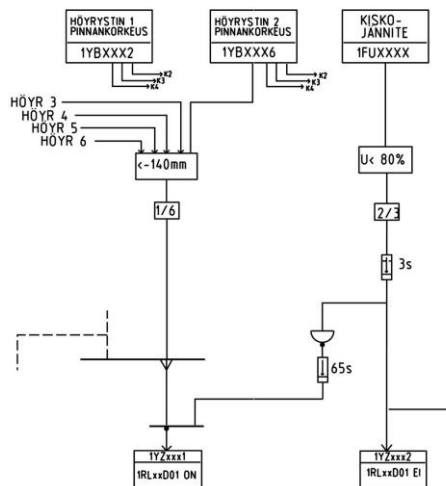 HÖYRYSTIN 1
PINNANKORKEUS
1YBXXX2
K2
K3
K4
HÖYRYSTIN 2
PINNANKORKEUS
1YBXXX6
K2
K3
K4
KISKO-
JÄNNITE
1FUXXXX
HÖYR 3
HÖYR 4
HÖYR 5
HÖYR 6
<-140mm
U< 80%
1/6
2/3
3s
65s
1YZxxx1
1RLxxD01 ON
1YZxxx2
1RLxxD01 EI